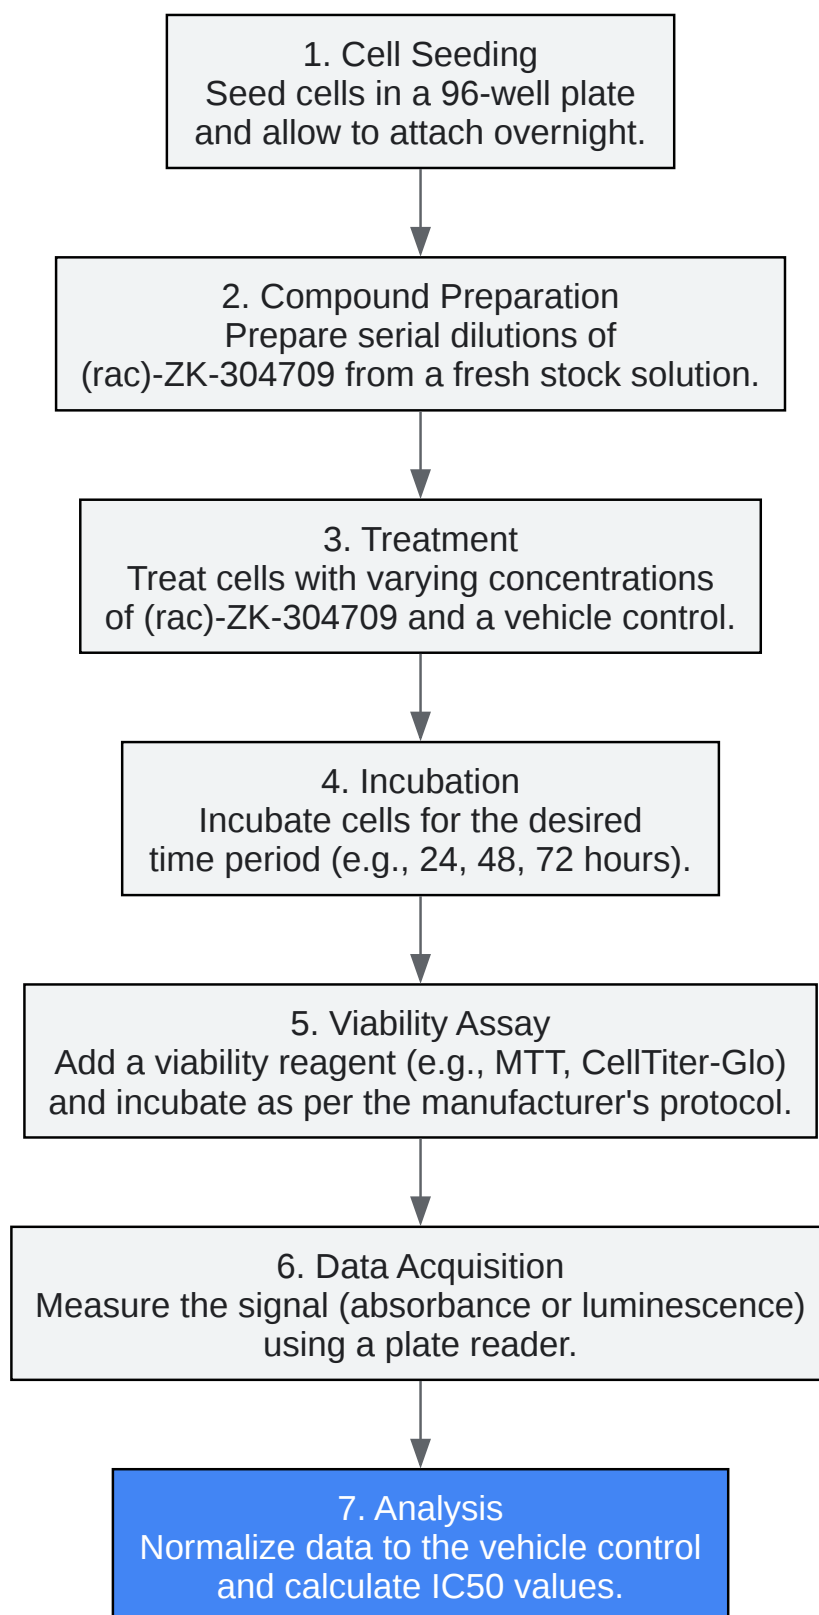 1. Cell Seeding
Seed cells in a 96-well plate
and allow to attach overnight.
2. Compound Preparation
Prepare serial dilutions of
(rac)-ZK-304709 from a fresh stock solution.
3. Treatment
Treat cells with varying concentrations
of (rac)-ZK-304709 and a vehicle control.
4. Incubation
Incubate cells for the desired
time period (e.g., 24, 48, 72 hours).
5. Viability Assay
Add a viability reagent (e.g., MTT, CellTiter-Glo)
and incubate as per the manufacturer's protocol.
6. Data Acquisition
Measure the signal (absorbance or luminescence)
using a plate reader.
7. Analysis
Normalize data to the vehicle control
and calculate IC50 values.